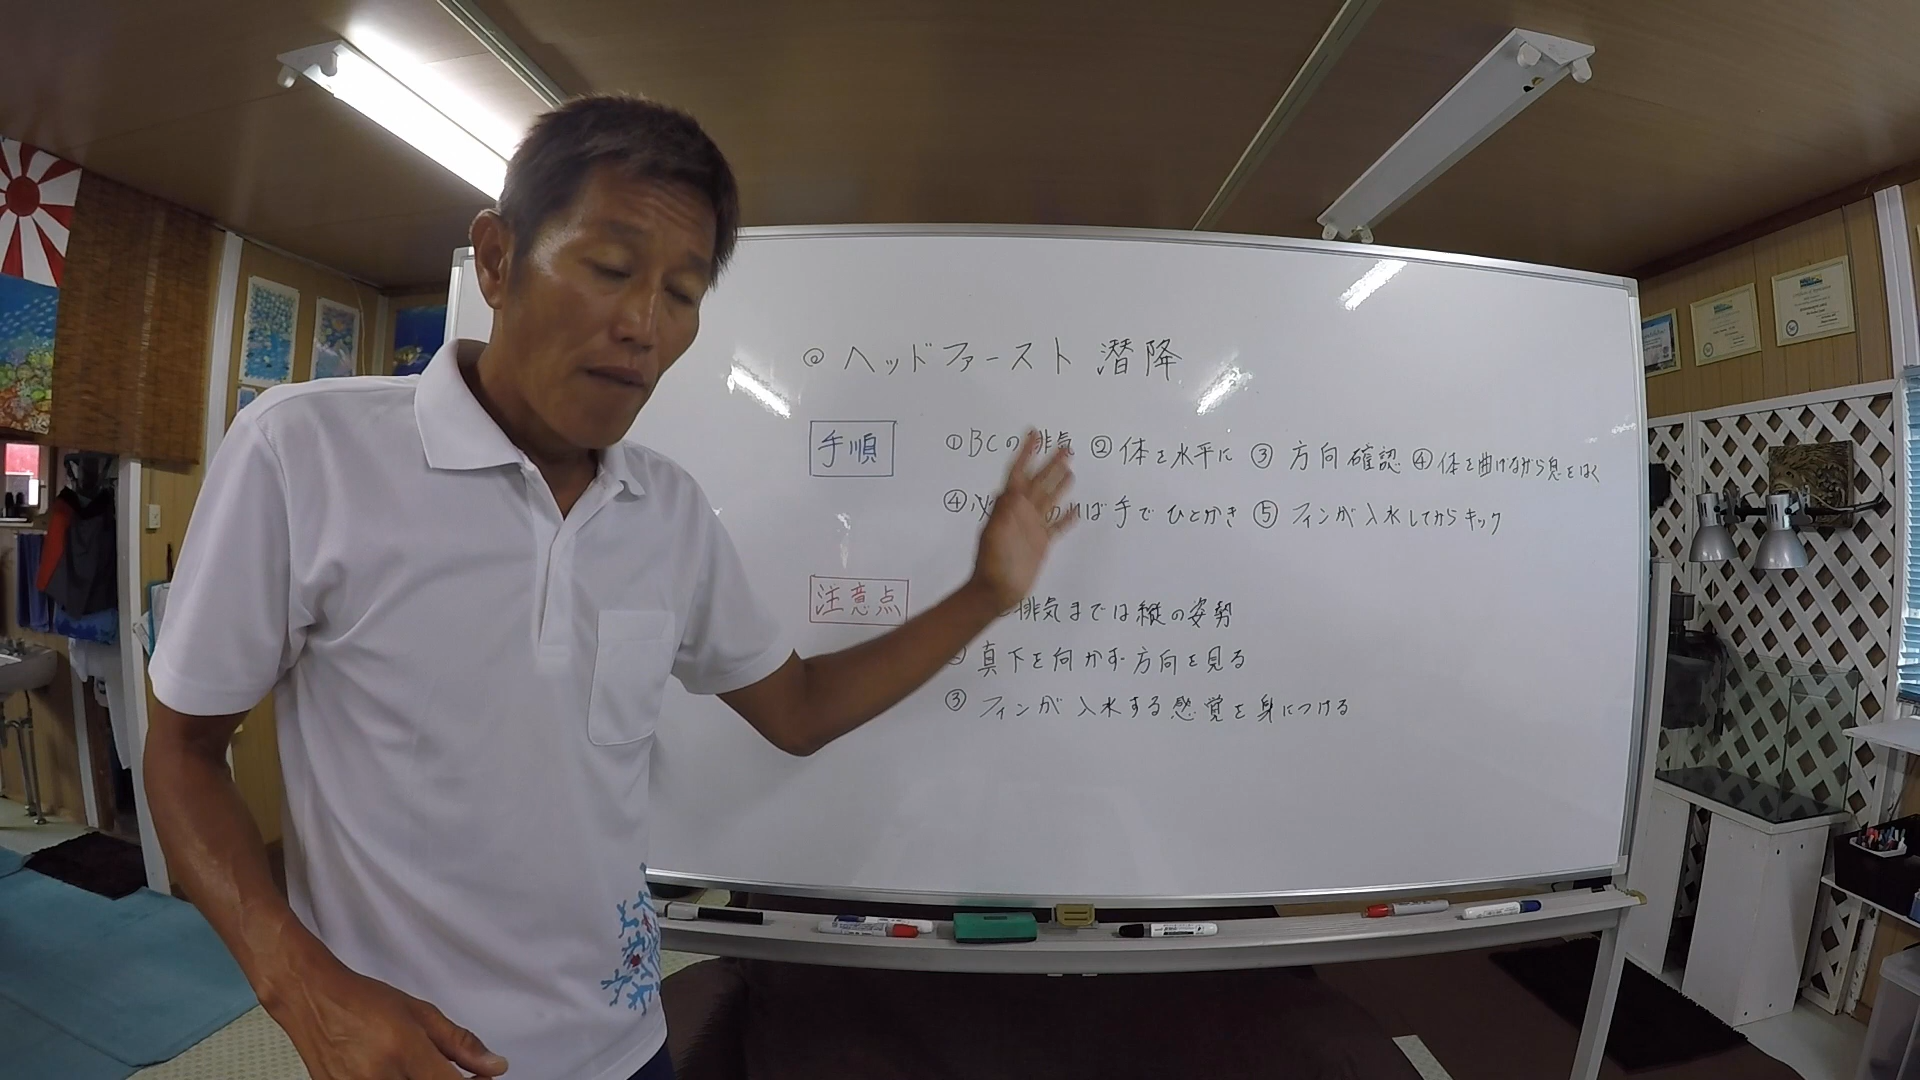 ◎ ヘッドファースト 潜降
手順
①BCの排気 ②体を水平に ③方向確認 ④体を曲げながら息をはく
④ ば手でひとかき ⑤フィンが入水してからキック
注意点
排気までは縦の姿勢
真下を向かず方向を見る
③フィンが入水する感覚を身につける